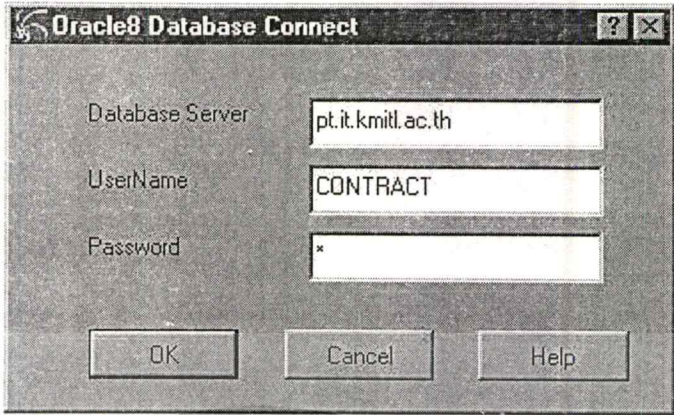 Oracle8 Database Connect
Database Server pt.it.kmitl.ac.th
UserName CONTRACT
Password *
OK Cancel Help